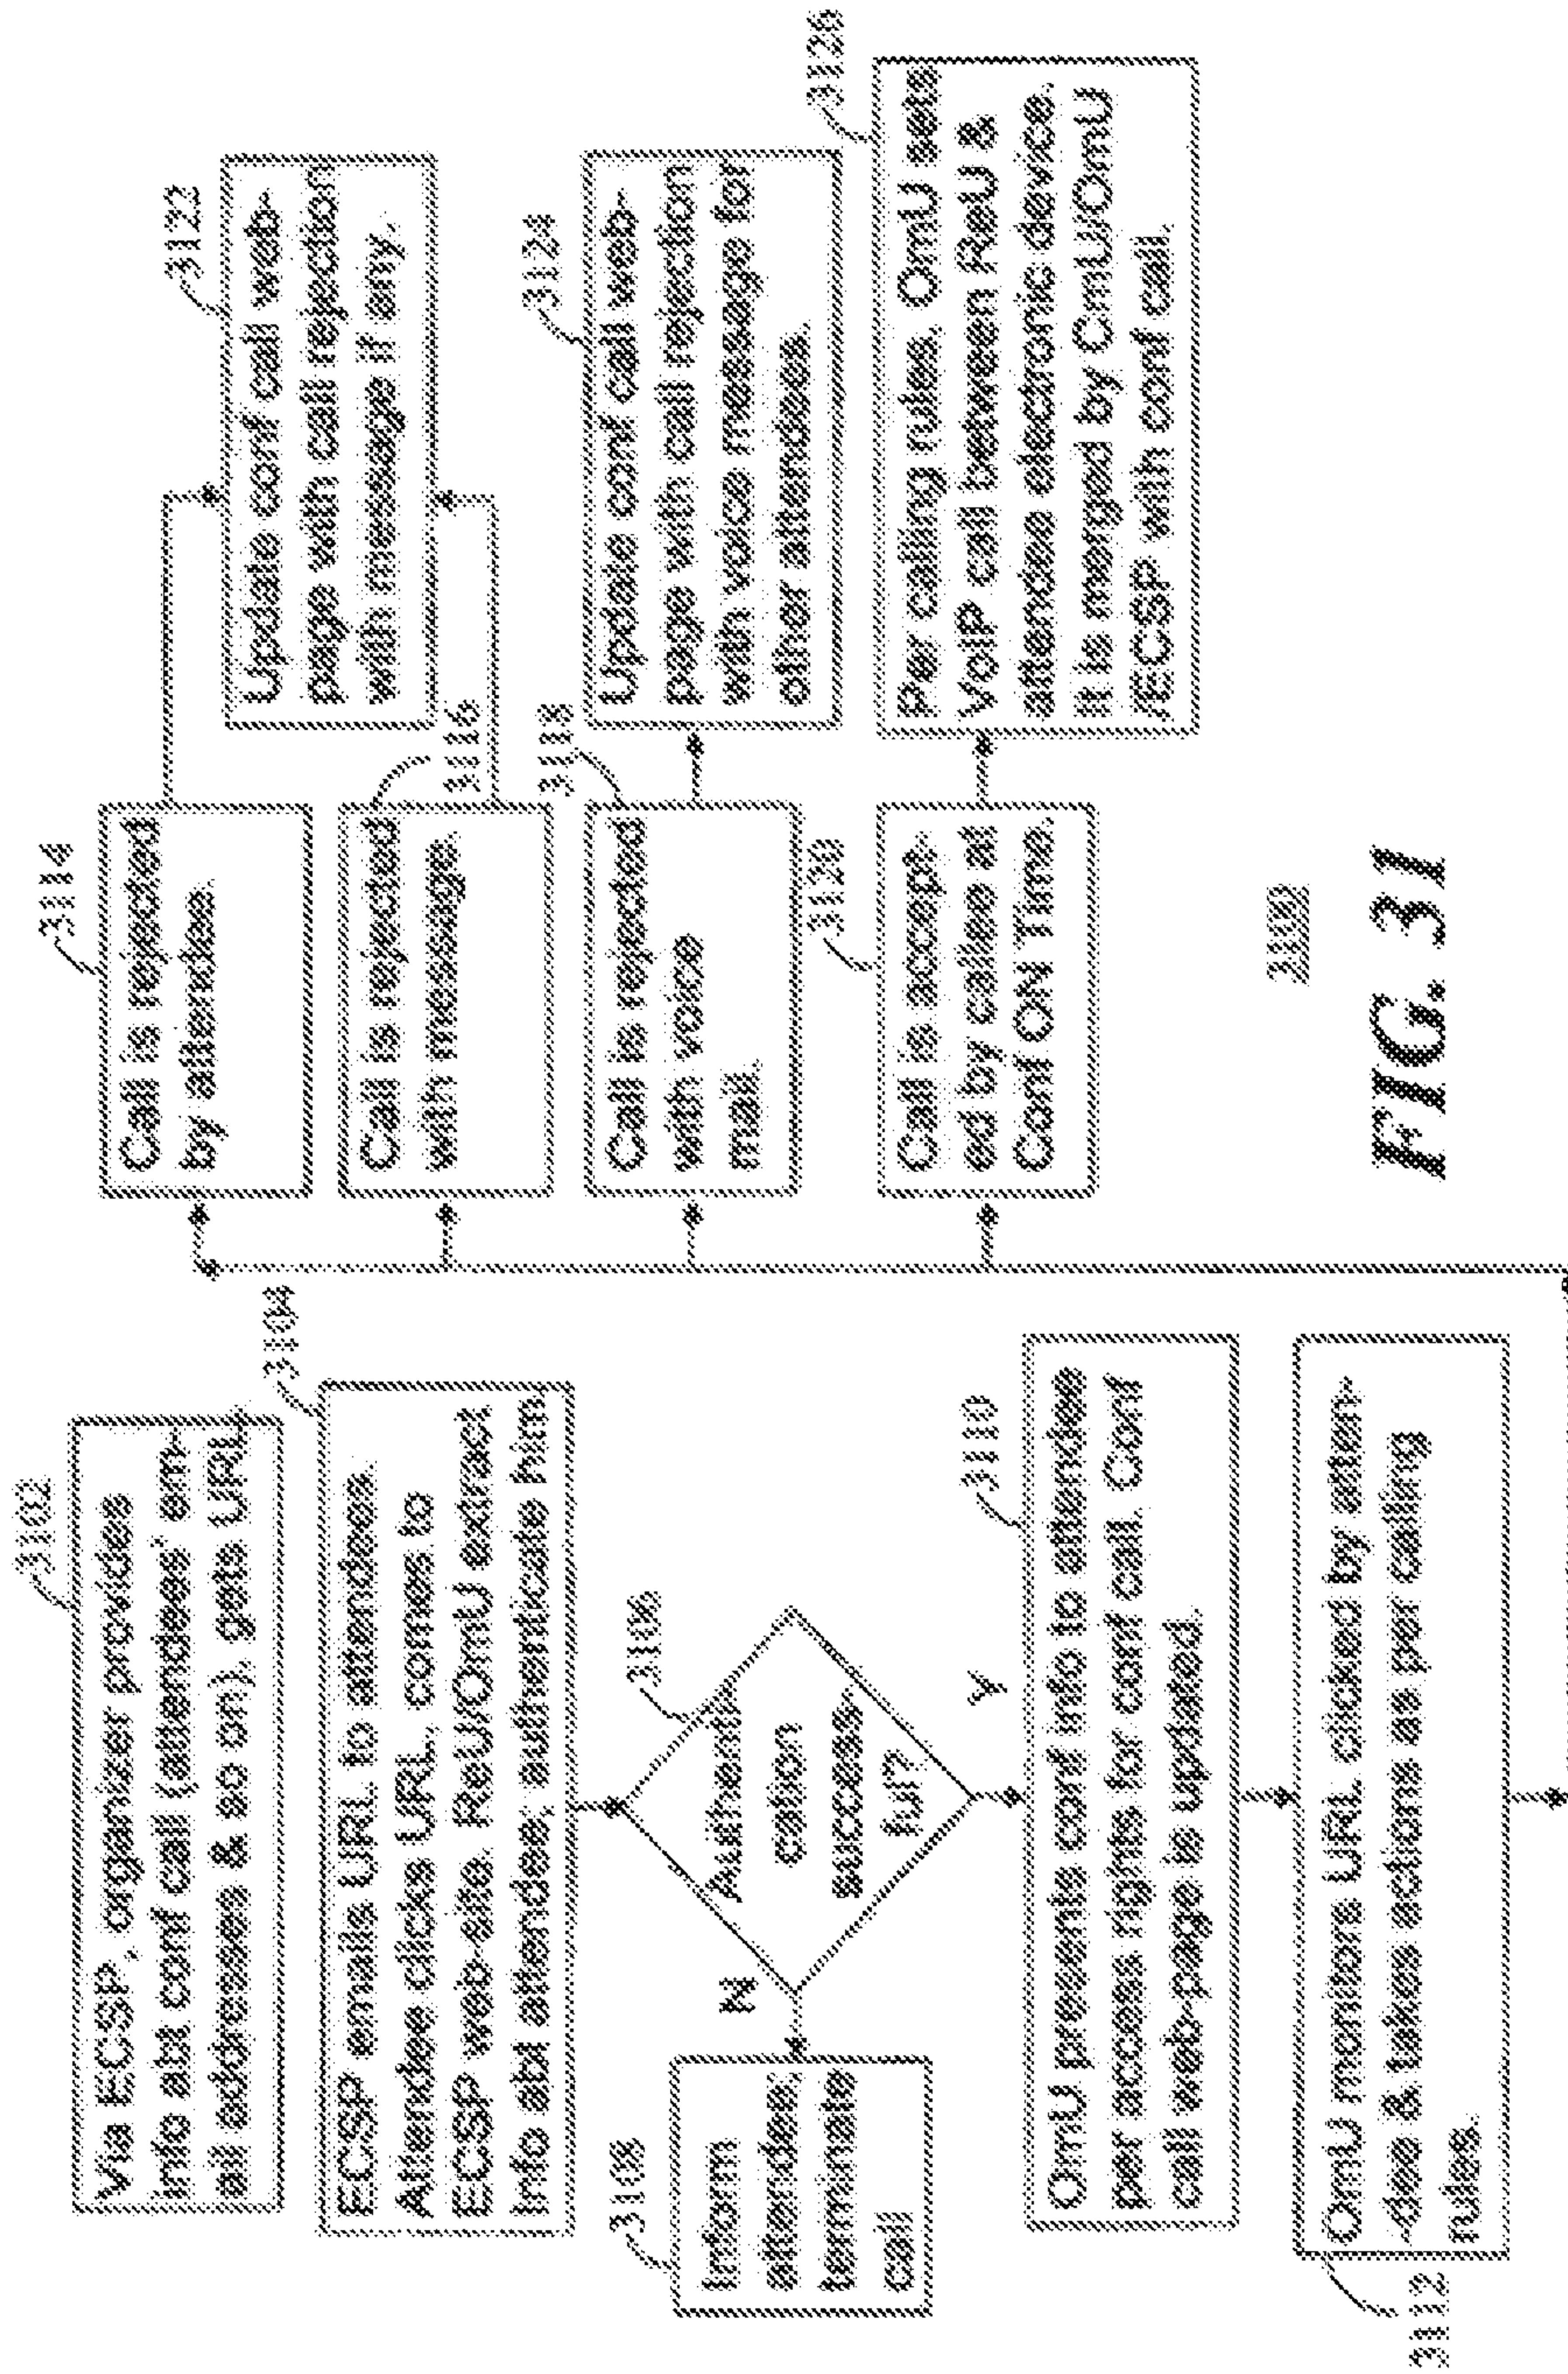 3102
Via ECSP, organizer provides
info abt conf call (attendees' em-
ail addresses & so on), gets URL.
3104
ECSP emails URL to attendees.
Attendee clicks URL, comes to
ECSP web-site. ReU/OmU extract
info abt attendee; authenticate him
3106
Authenti-
cation
success-
ful?
N
Y
3108
Inform
attendee,
terminate
call
3110
OmU presents conf info to attendee
per access rights for conf call. Conf
call web-page is updated.
3112
OmU monitors URL clicked by atten-
-dee & takes actions as per calling
rules.
3114
Call is rejected
by attendee.
3116
Call is rejected
with message.
3118
Call is rejected
with voice
mail.
3120
Call is accept-
ed by callee at
Conf ON Time.
3122
Update conf call web-
page with call rejection
with message if any.
3124
Update conf call web-
page with call rejection
with voice message for
other attendees.
3126
Per calling rules, OmU sets
VoIP call between ReU &
attendee electronic device.
It is merged by CmU/OmU
/ECSP with conf call.
3100
FIG. 31